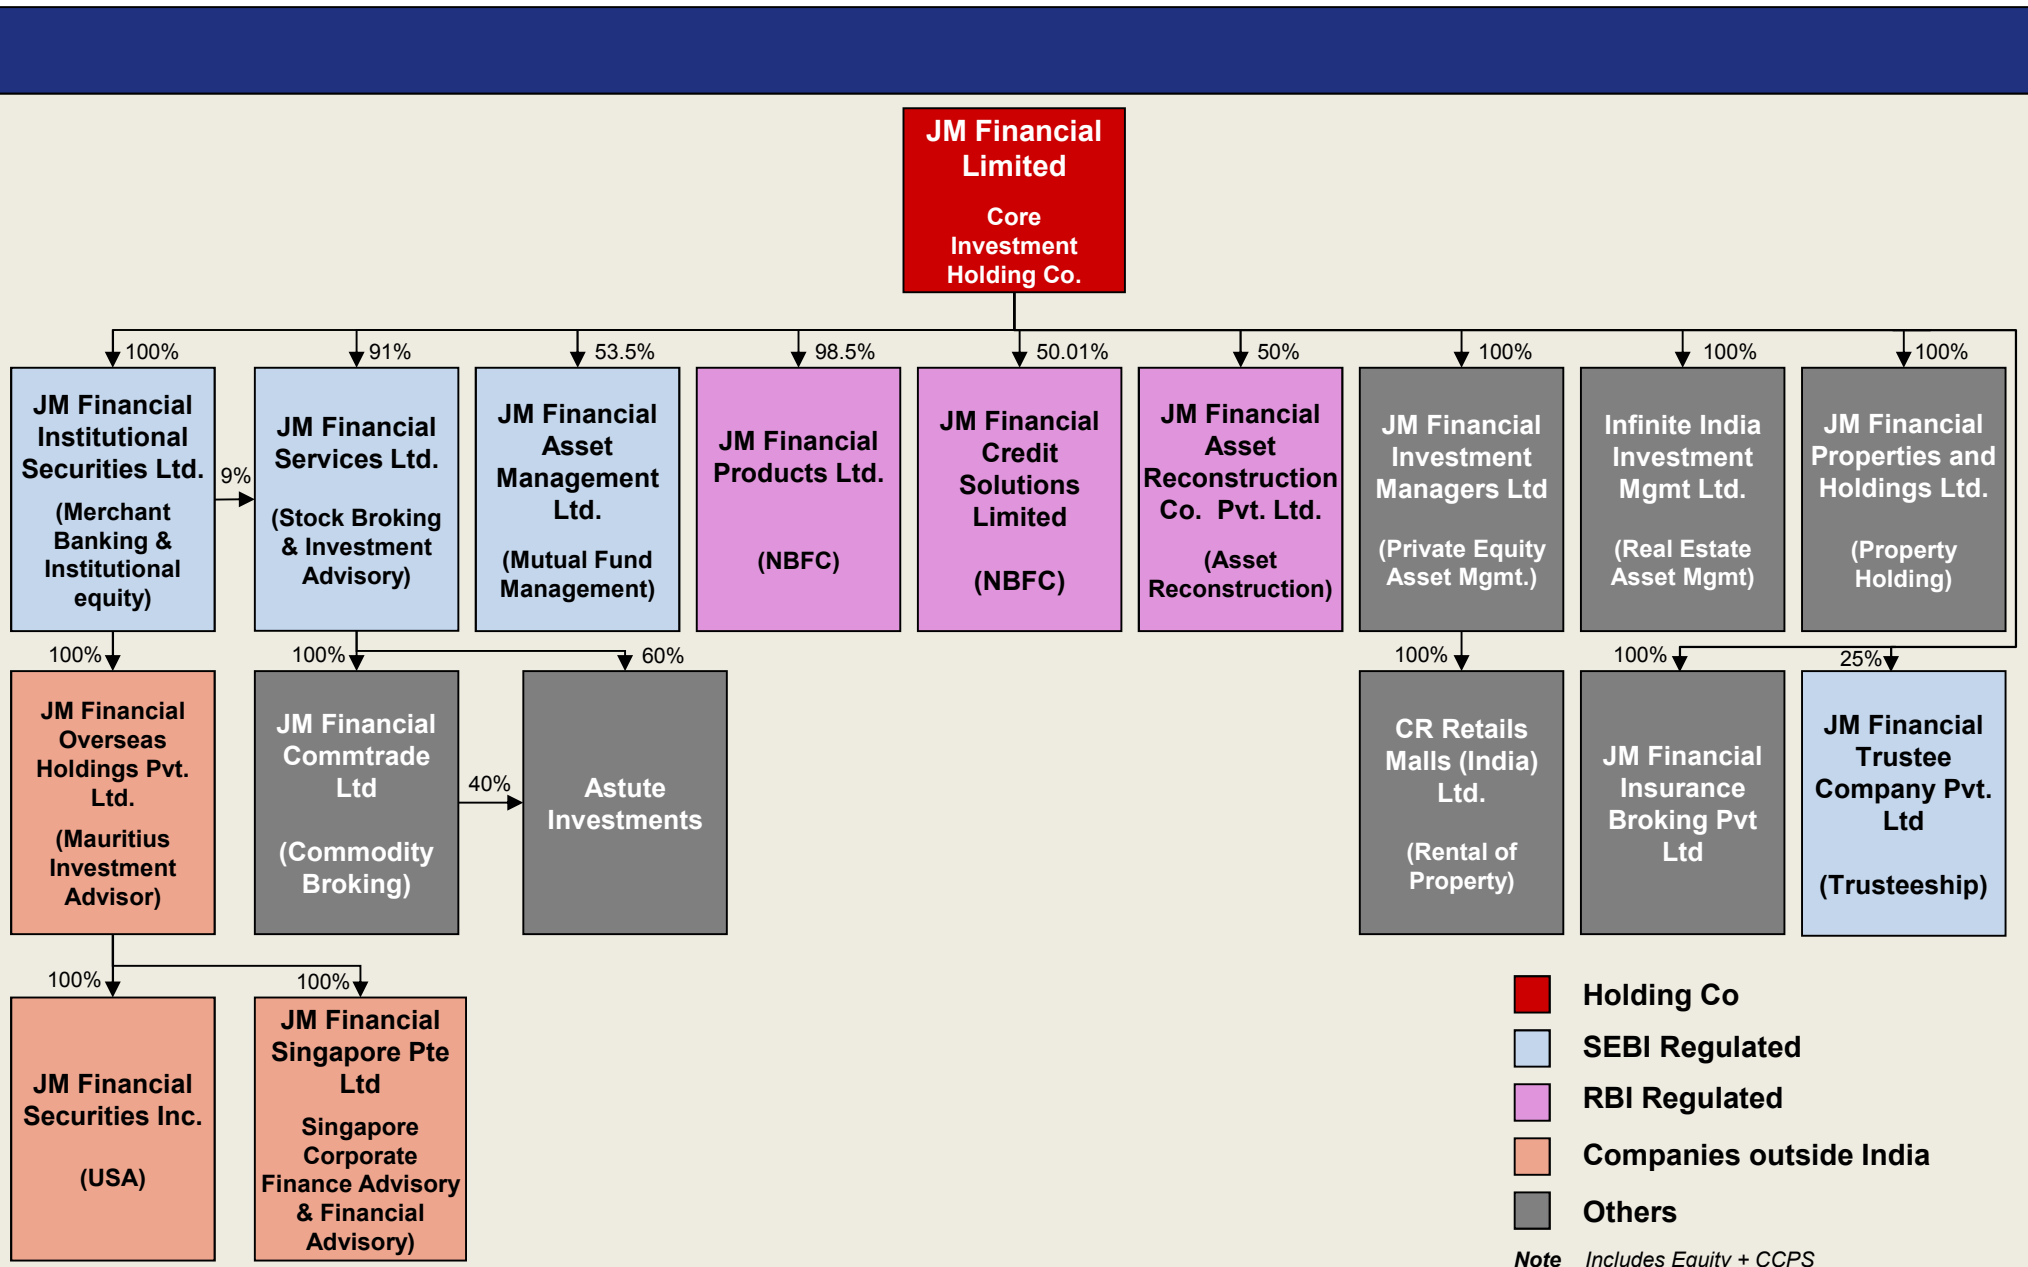 JM Financial
Limited
Core
Investment
Holding Co.
100%
91%
53.5%
98.5%
50.01%
50%
100%
100%
100%
JM Financial
Institutional
Securities Ltd.
(Merchant
Banking &
Institutional
equity)
9%
JM Financial
Services Ltd.
(Stock Broking
& Investment
Advisory)
JM Financial
Asset
Management
Ltd.
(Mutual Fund
Management)
JM Financial
Products Ltd.
(NBFC)
JM Financial
Credit
Solutions
Limited
(NBFC)
JM Financial
Asset
Reconstruction
Co. Pvt. Ltd.
(Asset
Reconstruction)
JM Financial
Investment
Managers Ltd
(Private Equity
Asset Mgmt.)
Infinite India
Investment
Mgmt Ltd.
(Real Estate
Asset Mgmt)
JM Financial
Properties and
Holdings Ltd.
(Property
Holding)
100%
100%
60%
100%
100%
25%
JM Financial
Overseas
Holdings Pvt.
Ltd.
(Mauritius
Investment
Advisor)
JM Financial
Commtrade
Ltd
(Commodity
Broking)
40%
Astute
Investments
CR Retails
Malls (India)
Ltd.
(Rental of
Property)
JM Financial
Insurance
Broking Pvt
Ltd
JM Financial
Trustee
Company Pvt.
Ltd
(Trusteeship)
100%
100%
JM Financial
Securities Inc.
(USA)
JM Financial
Singapore Pte
Ltd
Singapore
Corporate
Finance Advisory
& Financial
Advisory)
Holding Co
SEBI Regulated
RBI Regulated
Companies outside India
Others
Note Includes Equity + CCPS